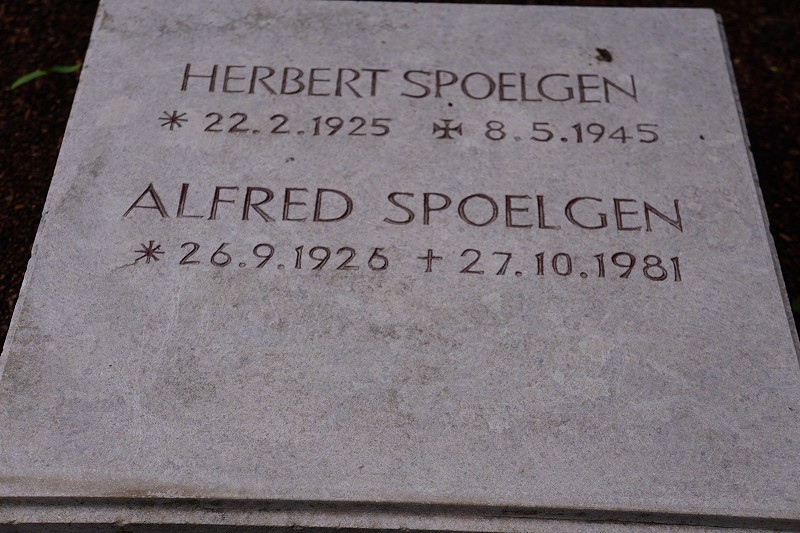 HERBERT SPOELGEN
* 22.2.1925 ✠ 8.5.1945
ALFRED SPOELGEN
* 26.9.1926 † 27.10.1981